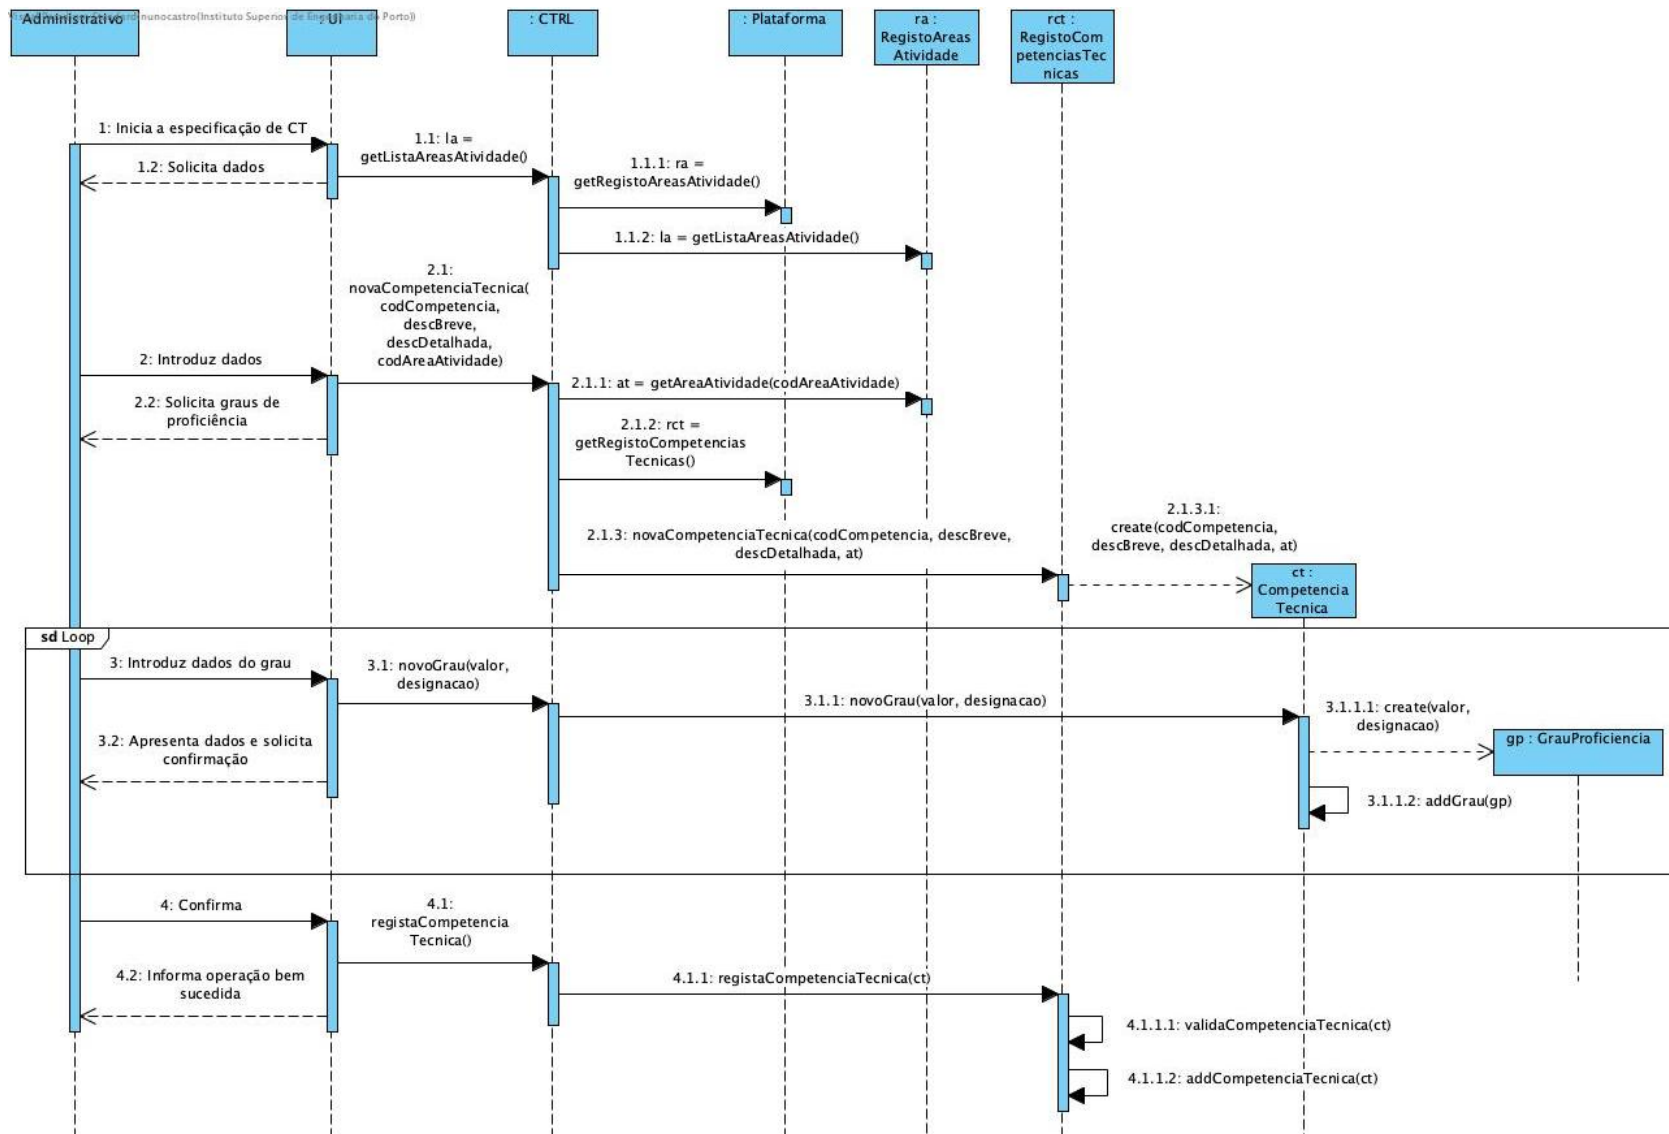 nunocastro(Instituto Superior de Engenharia do Porto))
Administrativo
UI
: CTRL
: Plataforma
ra :
RegistoAreas
Atividade
rct :
RegistoCom
petenciasTec
nicas
1: Inicia a especificação de CT
1.1: la =
getListaAreasAtividade()
1.2: Solicita dados
1.1.1: ra =
getRegistoAreasAtividade()
1.1.2: la = getListaAreasAtividade()
2.1:
novaCompetenciaTecnica(
codCompetencia,
descBreve,
descDetalhada,
codAreaAtividade)
2: Introduz dados
2.1.1: at = getAreaAtividade(codAreaAtividade)
2.2: Solicita graus de
proficiência
2.1.2: rct =
getRegistoCompetencias
Tecnicas()
2.1.3: novaCompetenciaTecnica(codCompetencia, descBreve,
descDetalhada, at)
2.1.3.1:
create(codCompetencia,
descBreve, descDetalhada, at)
ct :
Competencia
Tecnica
sd Loop
3: Introduz dados do grau
3.1: novoGrau(valor,
designacao)
3.1.1: novoGrau(valor, designacao)
3.1.1.1: create(valor,
designacao)
gp : GrauProficiencia
3.2: Apresenta dados e solicita
confirmação
3.1.1.2: addGrau(gp)
4: Confirma
4.1:
registaCompetencia
Tecnica()
4.2: Informa operação bem
sucedida
4.1.1: registaCompetenciaTecnica(ct)
4.1.1.1: validaCompetenciaTecnica(ct)
4.1.1.2: addCompetenciaTecnica(ct)